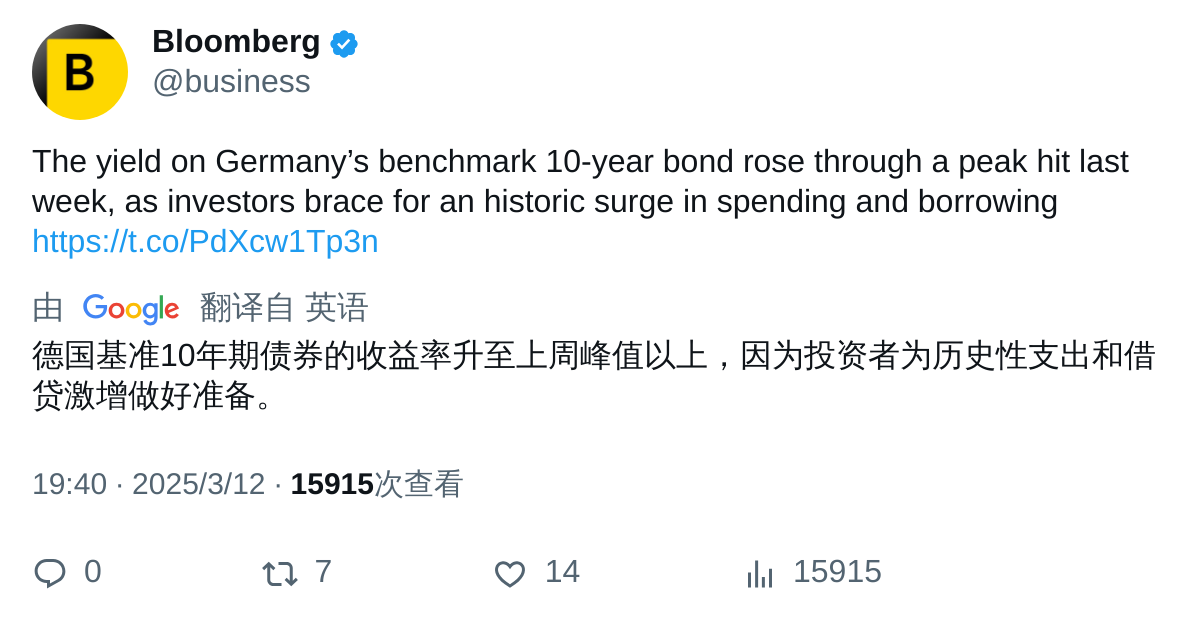 B
Bloomberg
@business
The yield on Germany’s benchmark 10-year bond rose through a peak hit last
week, as investors brace for an historic surge in spending and borrowing
https://t.co/PdXcw1Tp3n
由 Google 翻译自 英语
德国基准10年期债券的收益率升至上周峰值以上，因为投资者为历史性支出和借
贷激增做好准备。
19:40 · 2025/3/12 · 15915次查看
0 7 14 15915